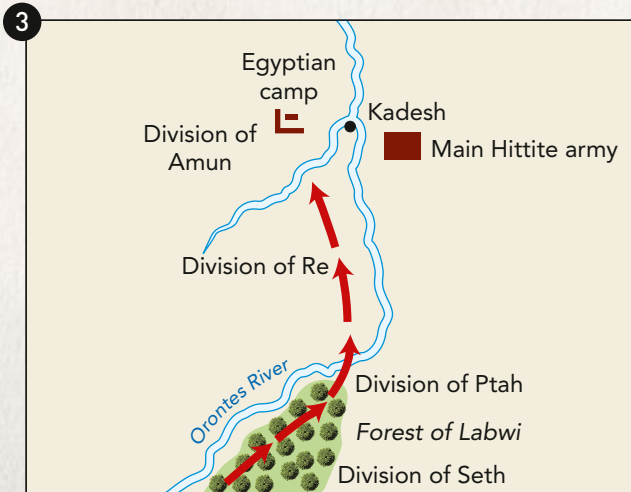 3
Egyptian
camp
Kadesh
Division of
Amun
Main Hittite army
Division of Re
Orontes River
Division of Ptah
Forest of Labwi
Division of Seth